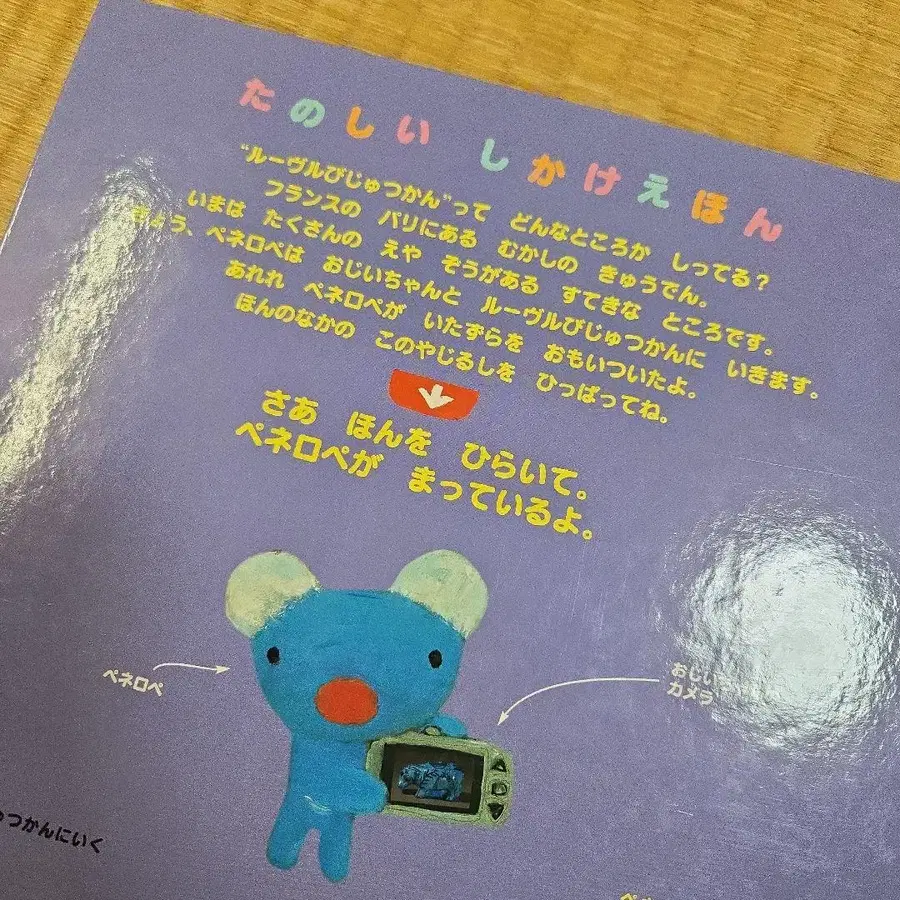 たのしい しかけえほん
“ルーヴルびじゅつかん”って どんなところか しってる?
フランスの パリにある むかしの きゅうでん。
いまは たくさんの えや ぞうがある すてきな ところです。
きょう、ペネロペは おじいちゃんと ルーヴルびじゅつかんに いきます。
あれれ ペネロペが いたずらを おもいついたよ。
ほんのなかの このやじるしを ひっぱってね。
さあ ほんを ひらいて。
ペネロペが まっているよ。
ペネロペ
カメラ
つかんにいく